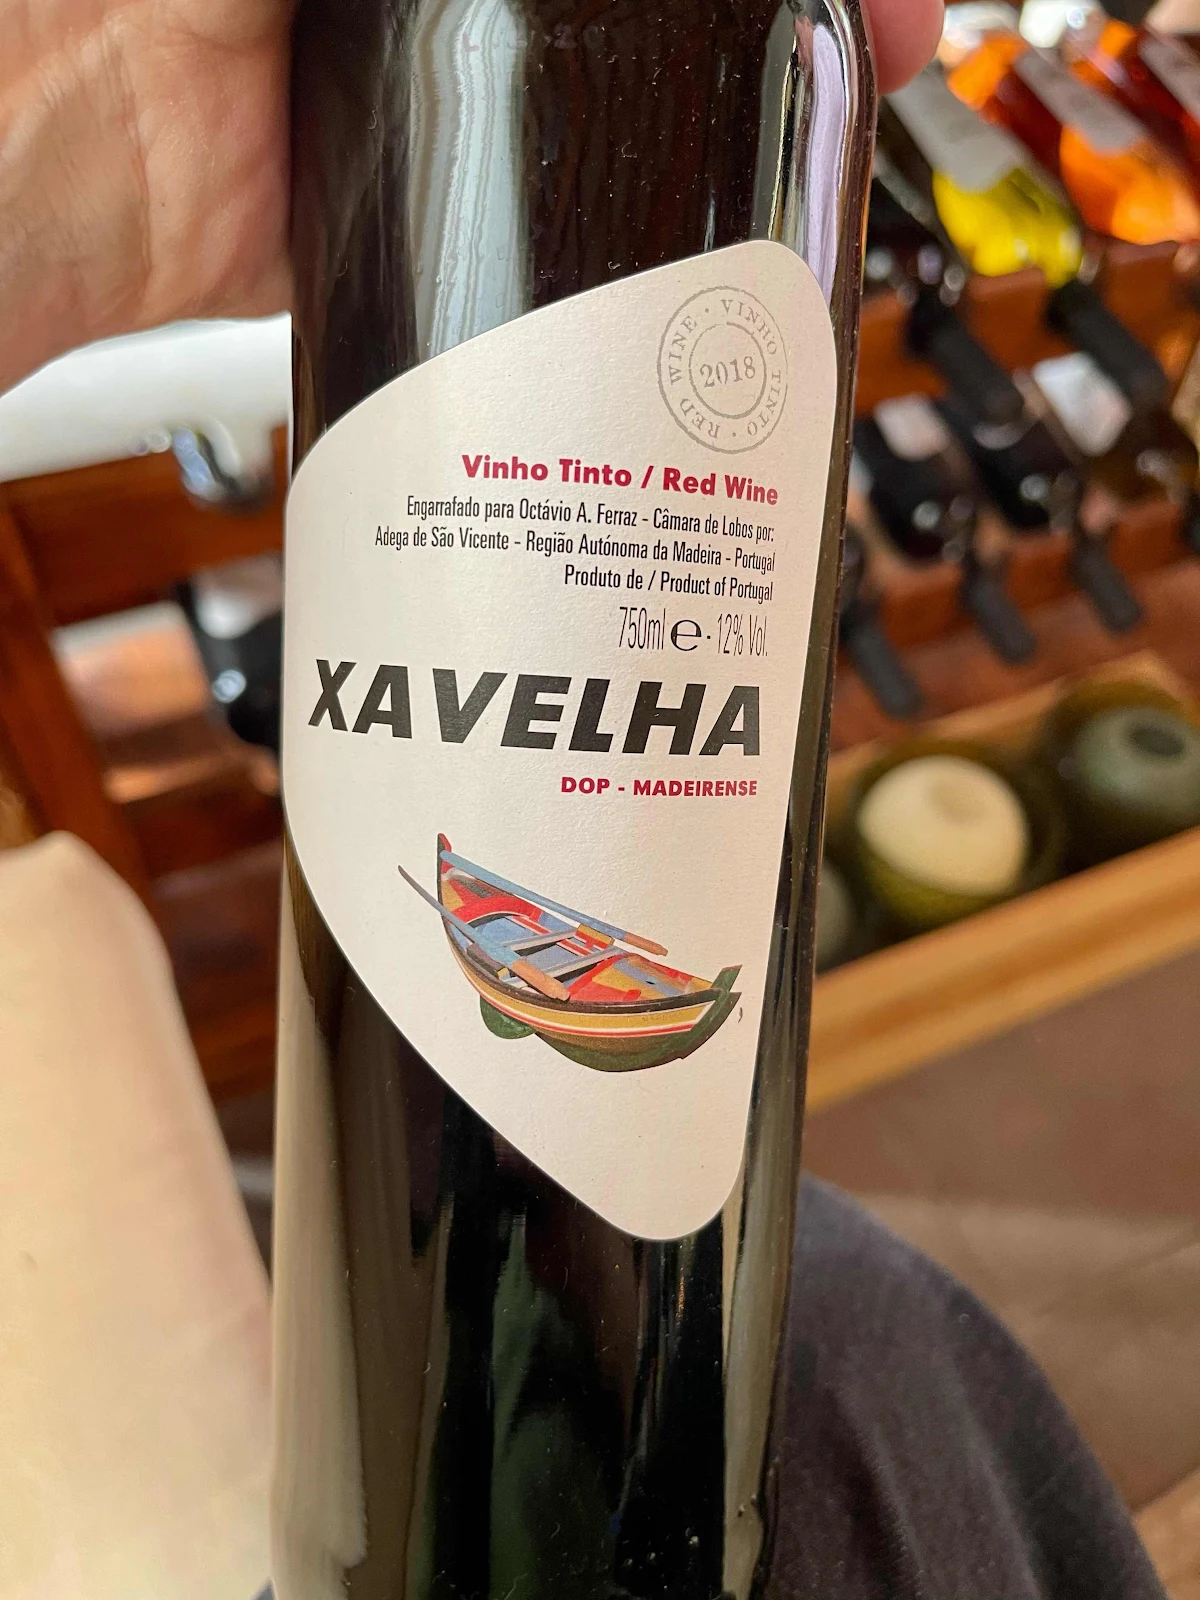 RED WINE · VINHO TINTO ·
2018
Vinho Tinto / Red Wine
Engarrafado para Octávio A. Ferraz - Câmara de Lobos por:
Adega de São Vicente - Região Autónoma da Madeira - Portugal
Produto de / Product of Portugal
750ml e · 12% Vol.
XAVELHA
DOP - MADEIRENSE